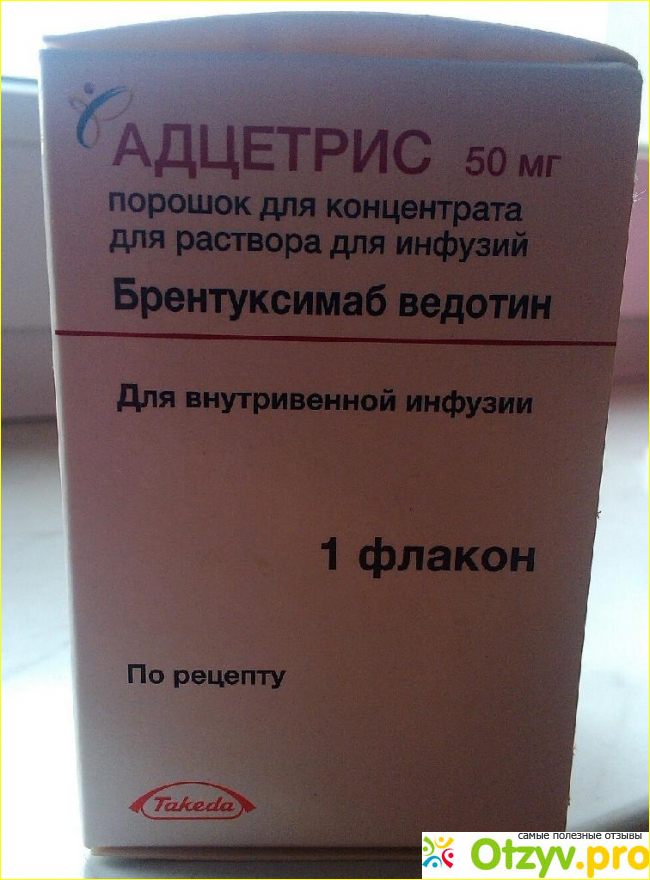 АДЦЕТРИС 50 мг
порошок для концентрата
для раствора для инфузий
Брентуксимаб ведотин
Для внутривенной инфузии
1 флакон
По рецепту
Takeda
самые полезные отзывы
Otzyv.pro